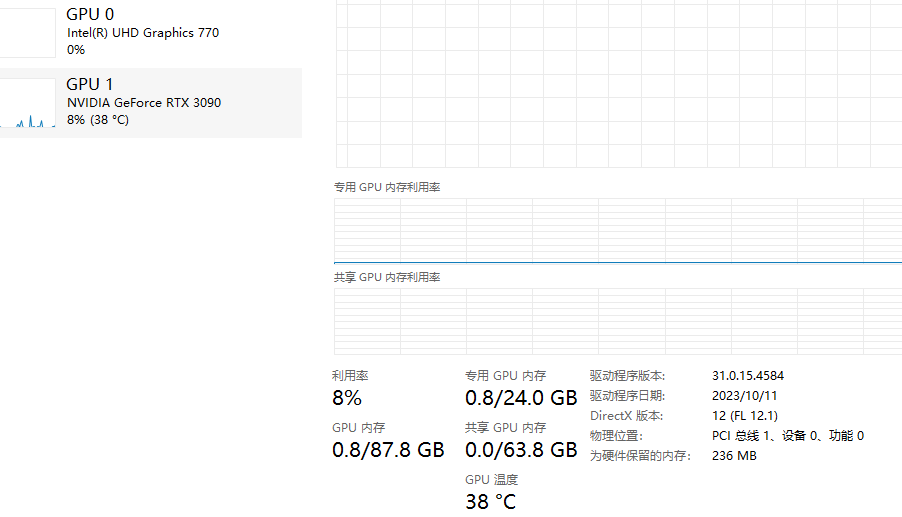 GPU 0
Intel(R) UHD Graphics 770
0%
GPU 1
NVIDIA GeForce RTX 3090
8% (38 °C)
专用 GPU 内存利用率
共享 GPU 内存利用率
利用率
8%
专用 GPU 内存
0.8/24.0 GB
GPU 内存
0.8/87.8 GB
共享 GPU 内存
0.0/63.8 GB
GPU 温度
38 °C
驱动程序版本: 31.0.15.4584
驱动程序日期: 2023/10/11
DirectX 版本: 12 (FL 12.1)
物理位置: PCI 总线 1、设备 0、功能 0
为硬件保留的内存: 236 MB